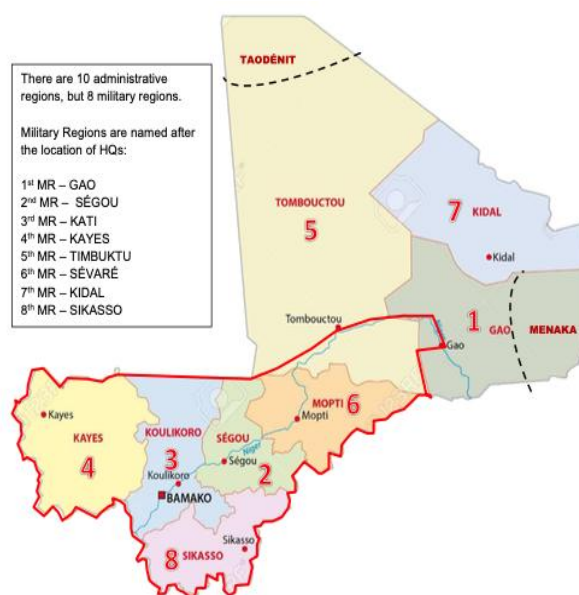 TAODÉNIT
There are 10 administrative
regions, but 8 military regions.
Military Regions are named after
the location of HQs:
1st MR – GAO
2nd MR – SÉGOU
3rd MR – KATI
4th MR – KAYES
5th MR – TIMBUKTU
6th MR – SÉVARÉ
7th MR – KIDAL
8th MR – SIKASSO
TOMBOUCTOU
5
7 KIDAL
Kidal
1
GAO
MENAKA
Tombouctou
Gao
Kayes
KAYES
4
KOULIKORO
3
Koulikoro
BAMAKO
SÉGOU
Niger
Ségou
2
MOPTI
6
Mopti
Sikasso
8 SIKASSO